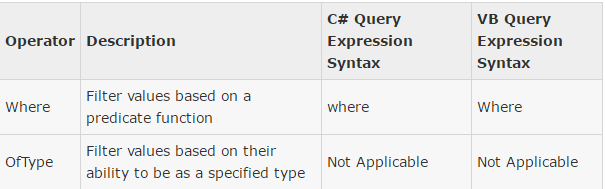 Operator Description C# Query Expression Syntax VB Query Expression Syntax
Where Filter values based on a predicate function where Where
OfType Filter values based on their ability to be as a specified type Not Applicable Not Applicable